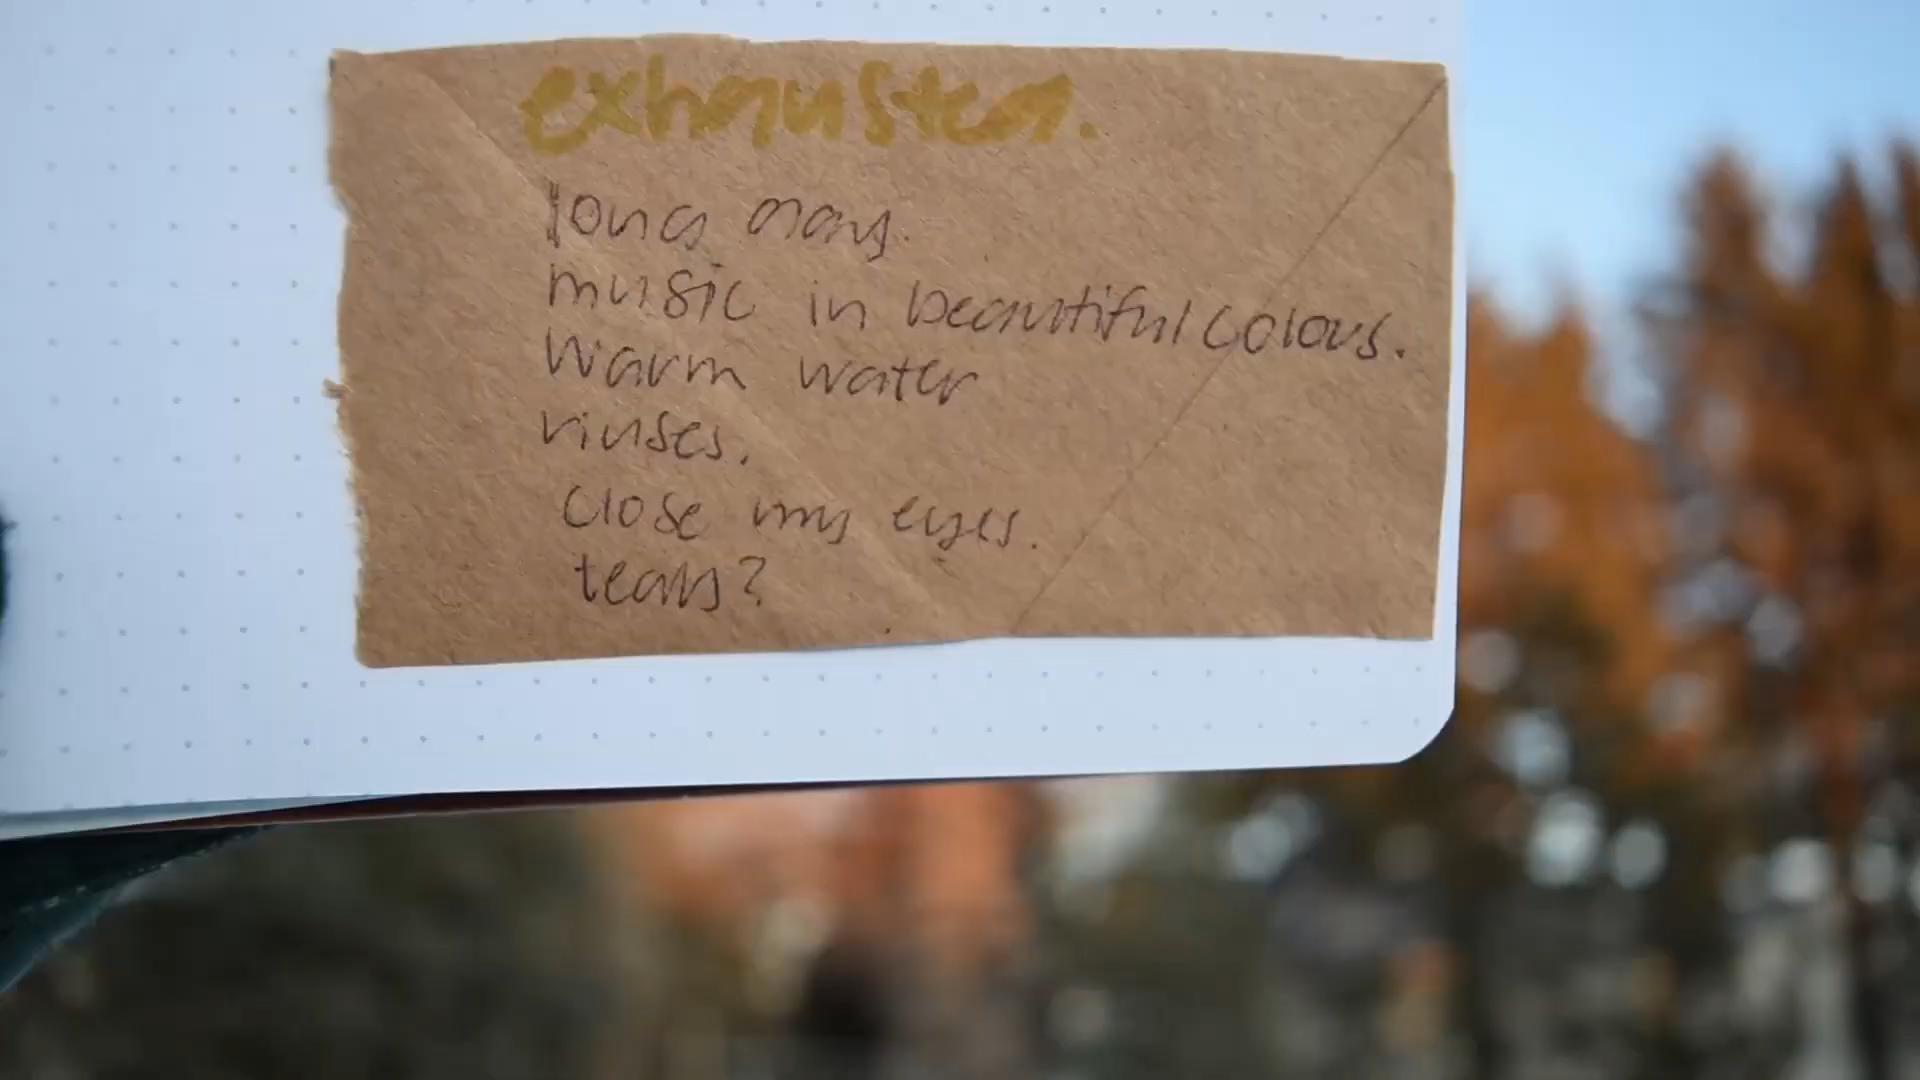 exhausted.
long day.
music in beautiful colours.
Warm water
rinses.
close my eyes.
tears?